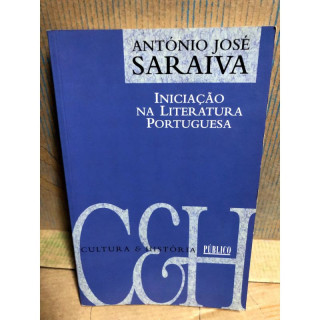 ANTÓNIO JOSÉ
SARAIVA
INICIAÇÃO
NA LITERATURA
PORTUGUESA
C&H
CULTURA & HISTÓRIA PÚBLICO